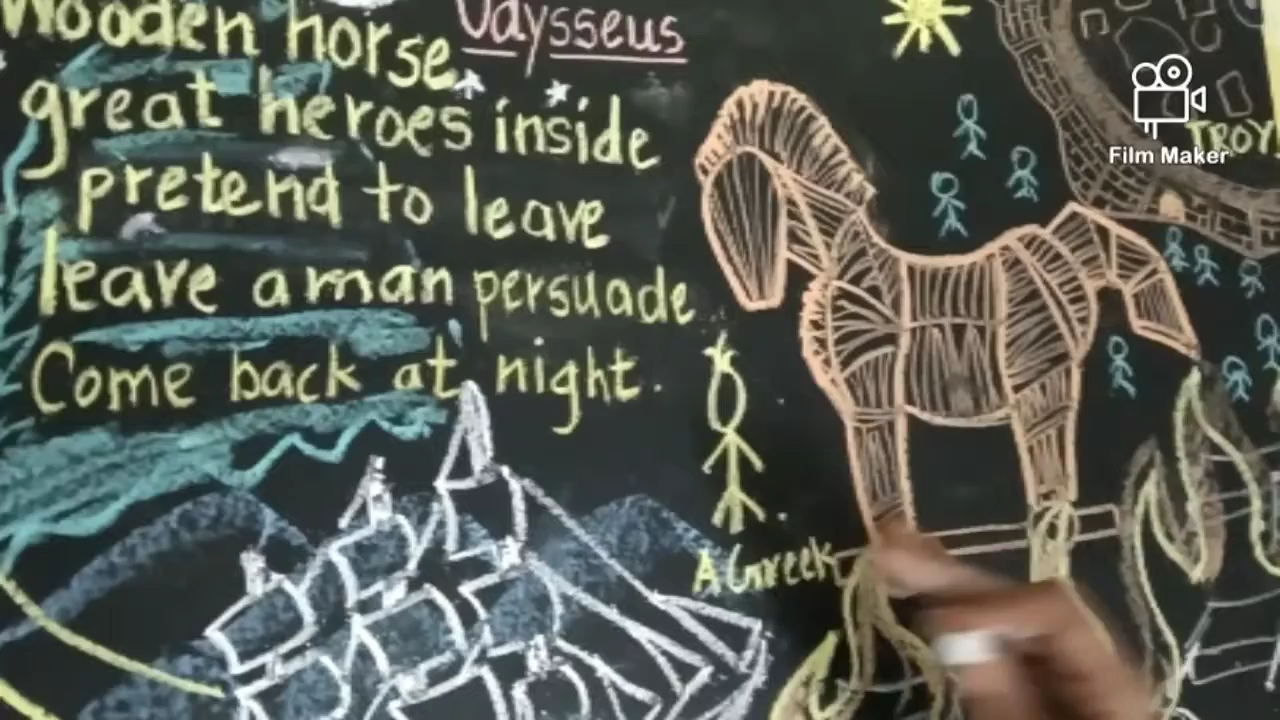 Odysseus
Wooden horse
great heroes inside
pretend to leave
leave a man persuade
Come back at night.
TROY
Film Maker
A Greek